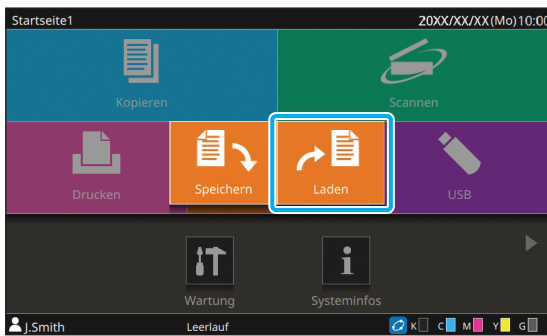 Startseite1 20XX/XX/XX(Mo)10:00
Kopieren Scannen
Drucken Speichern Laden USB
Wartung Systeminfos
J.Smith Leerlauf K C M Y G